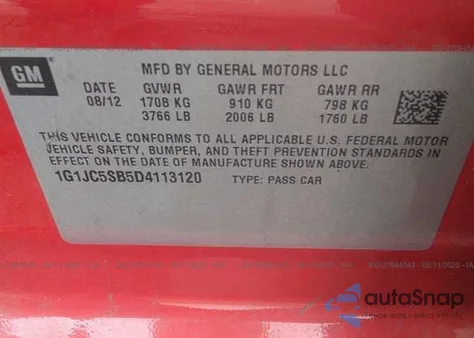 GM
MFD BY GENERAL MOTORS LLC
DATE GVWR GAWR FRT GAWR RR
08/12 1708 KG 910 KG 798 KG
3766 LB 2006 LB 1760 LB
THIS VEHICLE CONFORMS TO ALL APPLICABLE U.S. FEDERAL MOTOR
VEHICLE SAFETY, BUMPER, AND THEFT PREVENTION STANDARDS IN
EFFECT ON THE DATE OF MANUFACTURE SHOWN ABOVE.
1G1JC5SB5D4113120 TYPE: PASS CAR
autoSnap